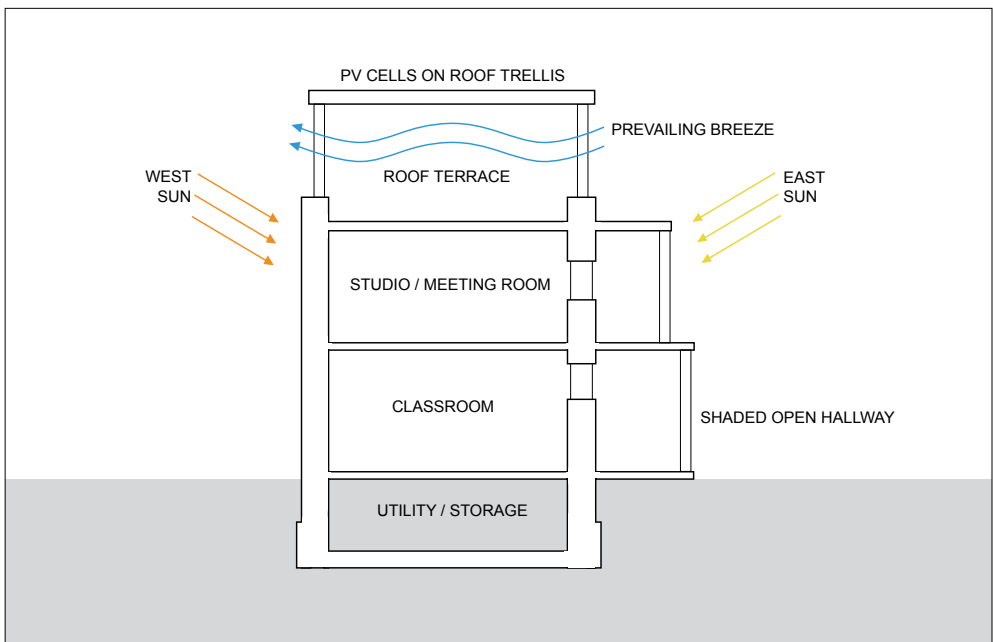 PV CELLS ON ROOF TRELLIS
PREVAILING BREEZE
ROOF TERRACE
WEST
SUN
EAST
SUN
STUDIO / MEETING ROOM
CLASSROOM
SHADED OPEN HALLWAY
UTILITY / STORAGE